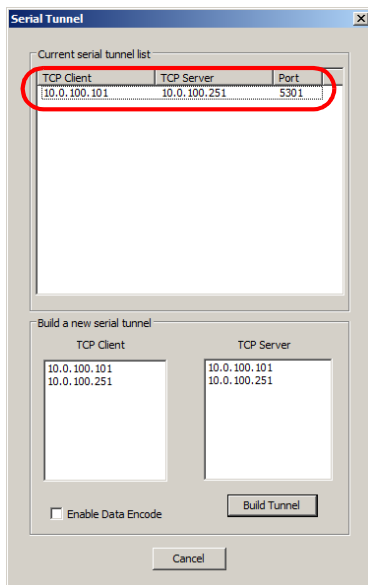 Serial Tunnel
Current serial tunnel list
TCP Client TCP Server Port
10.0.100.101 10.0.100.251 5301
Build a new serial tunnel
TCP Client
10.0.100.101
10.0.100.251
TCP Server
10.0.100.101
10.0.100.251
Enable Data Encode
Build Tunnel
Cancel